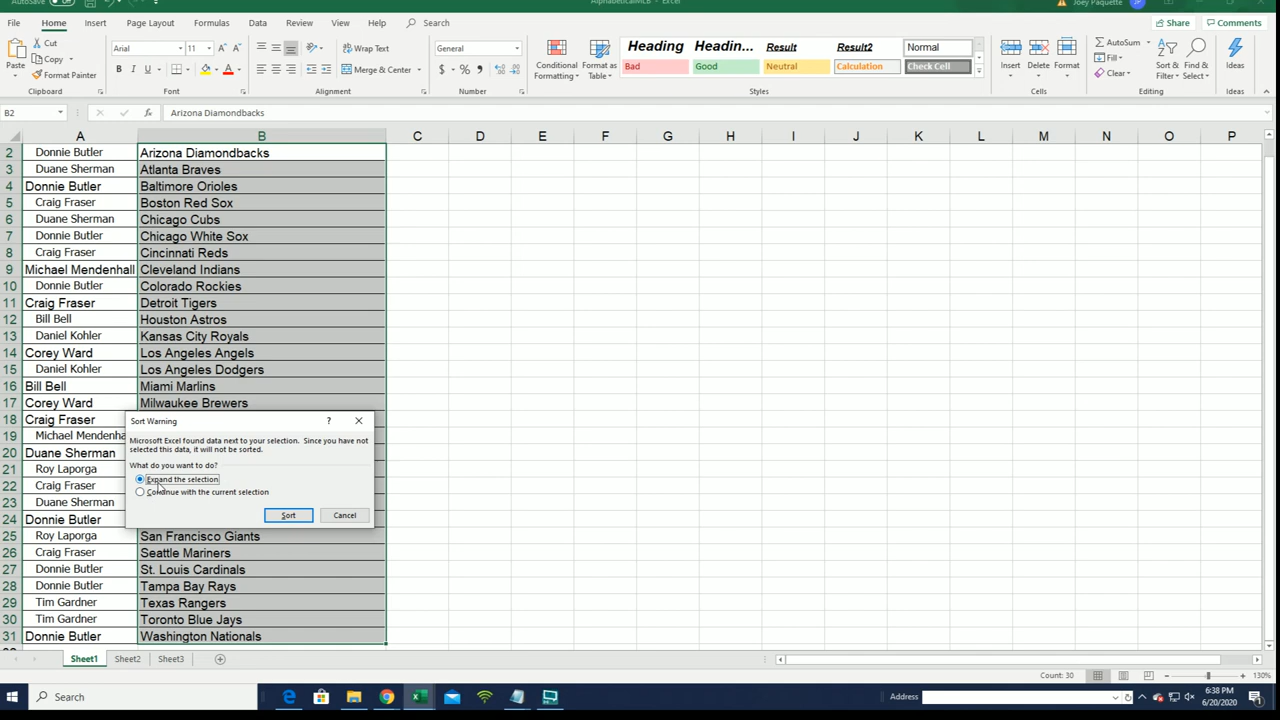 AutoSave Off AlphabeticalMLB - Excel Joey Paquette JP
File Home Insert Page Layout Formulas Data Review View Help Search Share Comments
Cut
Copy
Format Painter
Paste
Clipboard
Arial 11
Font
Wrap Text
Merge & Center
Alignment
General
Number
Conditional Formatting
Format as Table
Heading Headin... Result Result2 Normal
Bad Good Neutral Calculation Check Cell
Styles
Insert Delete Format
Cells
AutoSum
Fill
Clear
Sort & Filter
Find & Select
Editing
Ideas
Ideas
B2 fx Arizona Diamondbacks
A B C D E F G H I J K L M N O P
2 Donnie Butler Arizona Diamondbacks
3 Duane Sherman Atlanta Braves
4 Donnie Butler Baltimore Orioles
5 Craig Fraser Boston Red Sox
6 Duane Sherman Chicago Cubs
7 Donnie Butler Chicago White Sox
8 Craig Fraser Cincinnati Reds
9 Michael Mendenhall Cleveland Indians
10 Donnie Butler Colorado Rockies
11 Craig Fraser Detroit Tigers
12 Bill Bell Houston Astros
13 Daniel Kohler Kansas City Royals
14 Corey Ward Los Angeles Angels
15 Daniel Kohler Los Angeles Dodgers
16 Bill Bell Miami Marlins
17 Corey Ward Milwaukee Brewers
18 Craig Fraser
19 Michael Mendenha
20 Duane Sherman
21 Roy Laporga
22 Craig Fraser
23 Duane Sherman
24 Donnie Butler
25 Roy Laporga San Francisco Giants
26 Craig Fraser Seattle Mariners
27 Donnie Butler St. Louis Cardinals
28 Donnie Butler Tampa Bay Rays
29 Tim Gardner Texas Rangers
30 Tim Gardner Toronto Blue Jays
31 Donnie Butler Washington Nationals
Sort Warning ?
Microsoft Excel found data next to your selection. Since you have not
selected this data, it will not be sorted.
What do you want to do?
Expand the selection
Continue with the current selection
Sort Cancel
Sheet1 Sheet2 Sheet3
Count: 30 130%
Search Address 6:38 PM
6/20/2020